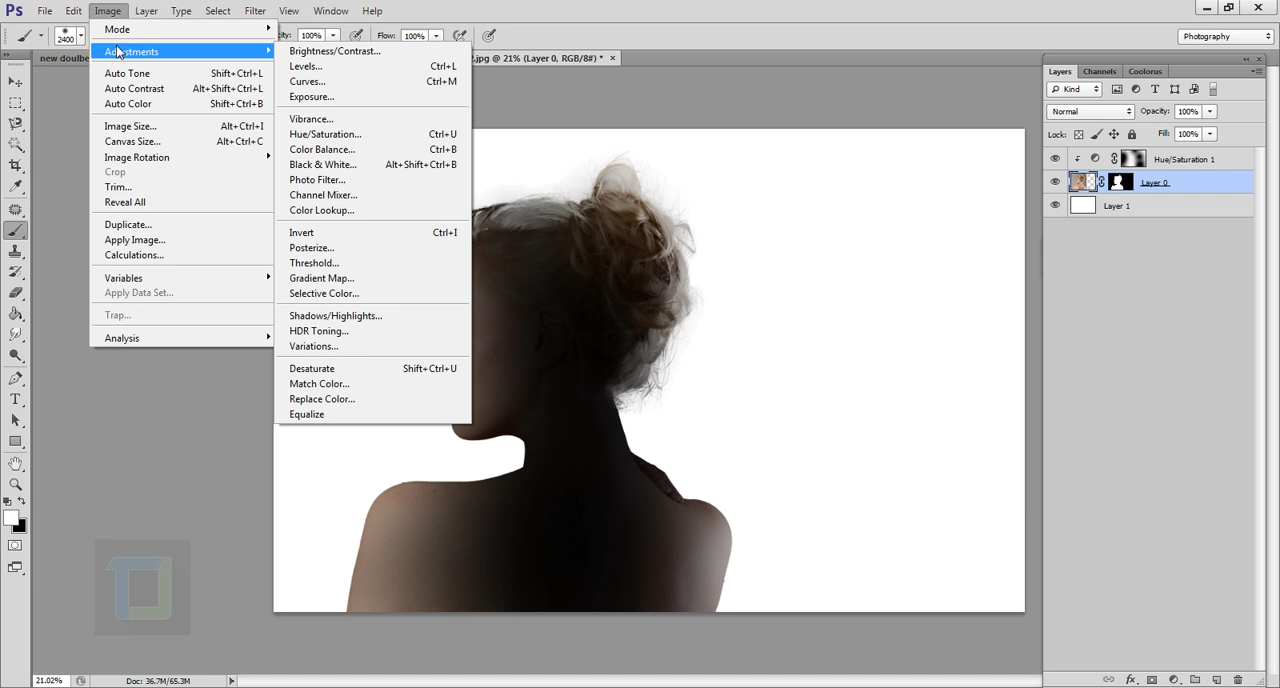 Ps File Edit Image Layer Type Select Filter View Window Help
2400 100% Flow: 100% Photography
new doulbe
.jpg @ 21% (Layer 0, RGB/8#) * ×
Mode
Adjustments
Auto Tone Shift+Ctrl+L
Auto Contrast Alt+Shift+Ctrl+L
Auto Color Shift+Ctrl+B
Image Size... Alt+Ctrl+I
Canvas Size... Alt+Ctrl+C
Image Rotation
Crop
Trim...
Reveal All
Duplicate...
Apply Image...
Calculations...
Variables
Apply Data Set...
Trap...
Analysis
Brightness/Contrast...
Levels... Ctrl+L
Curves... Ctrl+M
Exposure...
Vibrance...
Hue/Saturation... Ctrl+U
Color Balance... Ctrl+B
Black & White... Alt+Shift+Ctrl+B
Photo Filter...
Channel Mixer...
Color Lookup...
Invert Ctrl+I
Posterize...
Threshold...
Gradient Map...
Selective Color...
Shadows/Highlights...
HDR Toning...
Variations...
Desaturate Shift+Ctrl+U
Match Color...
Replace Color...
Equalize
Layers Channels Coolorus
Kind
Normal Opacity: 100%
Lock: Fill: 100%
Hue/Saturation 1
Layer 0
Layer 1
21.02% Doc: 36.7M/65.3M